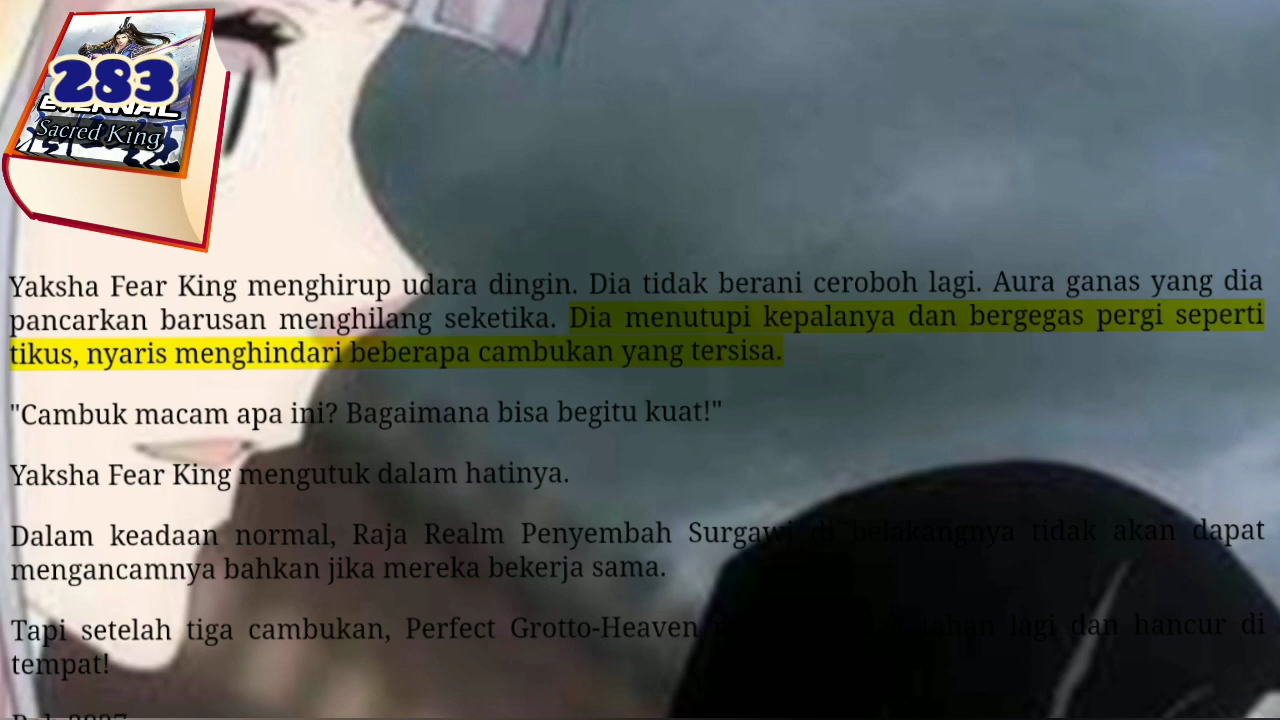 283
ETERNAL
Sacred King
Yaksha Fear King menghirup udara dingin. Dia tidak berani ceroboh lagi. Aura ganas yang dia
pancarkan barusan menghilang seketika. Dia menutupi kepalanya dan bergegas pergi seperti
tikus, nyaris menghindari beberapa cambukan yang tersisa.
"Cambuk macam apa ini? Bagaimana bisa begitu kuat!"
Yaksha Fear King mengutuk dalam hatinya.
Dalam keadaan normal, Raja Realm Penyembah Surgawi di belakangnya tidak akan dapat
mengancamnya bahkan jika mereka bekerja sama.
Tapi setelah tiga cambukan, Perfect Grotto-Heaven lagi dan hancur di
tempat!